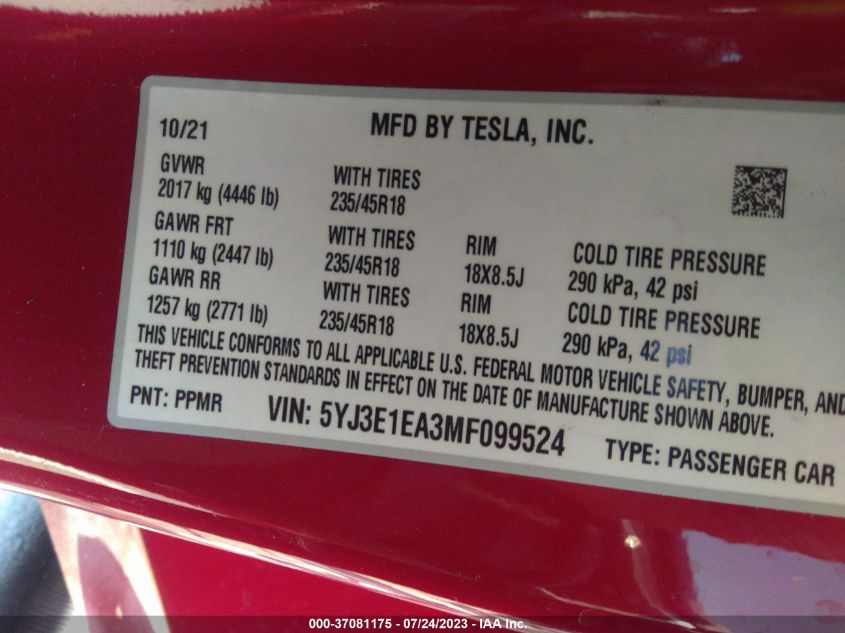 10/21 MFD BY TESLA, INC.
GVWR
2017 kg (4446 lb) WITH TIRES
235/45R18
GAWR FRT
1110 kg (2447 lb) WITH TIRES RIM COLD TIRE PRESSURE
235/45R18 18X8.5J 290 kPa, 42 psi
GAWR RR
1257 kg (2771 lb) WITH TIRES RIM COLD TIRE PRESSURE
235/45R18 18X8.5J 290 kPa, 42 psi
THIS VEHICLE CONFORMS TO ALL APPLICABLE U.S. FEDERAL MOTOR VEHICLE SAFETY, BUMPER, AND
THEFT PREVENTION STANDARDS IN EFFECT ON THE DATE OF MANUFACTURE SHOWN ABOVE.
PNT: PPMR VIN: 5YJ3E1EA3MF099524 TYPE: PASSENGER CAR
000-37081175 - 07/24/2023 - IAA Inc.